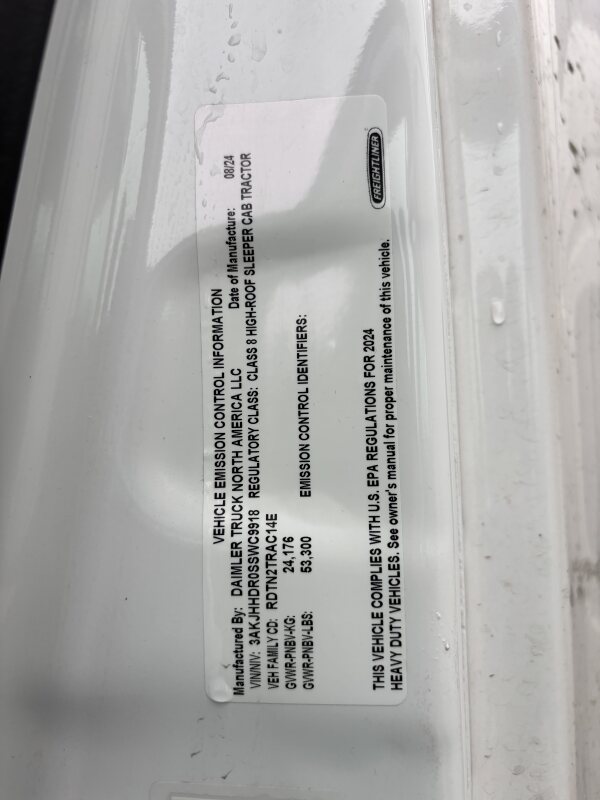 VEHICLE EMISSION CONTROL INFORMATION
Manufactured By: DAIMLER TRUCK NORTH AMERICA LLC Date of Manufacture: 08/24
VIN/NIV: 3AKJHHDR0SSWC9918 REGULATORY CLASS: CLASS 8 HIGH-ROOF SLEEPER CAB TRACTOR
VEH FAMILY CD: RDTN2TRAC14E
GVWR-PNBV-KG: 24,176
GVWR-PNBV-LBS: 53,300 EMISSION CONTROL IDENTIFIERS:
THIS VEHICLE COMPLIES WITH U.S. EPA REGULATIONS FOR 2024
HEAVY DUTY VEHICLES. See owner's manual for proper maintenance of this vehicle.
FREIGHTLINER